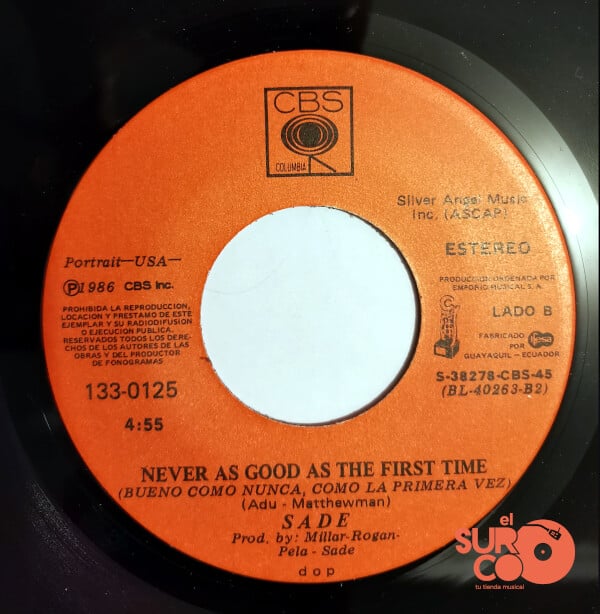 CBS
COLUMBIA
Silver Angel Music
Inc. (ASCAP)
ESTEREO
Portrait—USA—
Ⓟ1986 CBS Inc.
PROHIBIDA LA REPRODUCCION,
LOCACION Y PRESTAMO DE ESTE
EJEMPLAR Y SU RADIODIFUSION
O EJECUCION PUBLICA.
RESERVADOS TODOS LOS DERE-
CHOS DE LOS AUTORES DE LAS
OBRAS Y DEL PRODUCTOR
DE FONOGRAMAS
PRODUCCION ORDENADA POR
EMPORIO MUSICAL S.A.
LADO B
FABRICADO
POR
GUAYAQUIL - ECUADOR
133-0125
S-38278-CBS-45
(BL-40263-B2)
4:55
NEVER AS GOOD AS THE FIRST TIME
(BUENO COMO NUNCA, COMO LA PRIMERA VEZ)
(Adu - Matthewman)
SADE
Prod. by: Millar-Rogan-
Pela - Sade
dop
el
SURCO
tu tienda musical